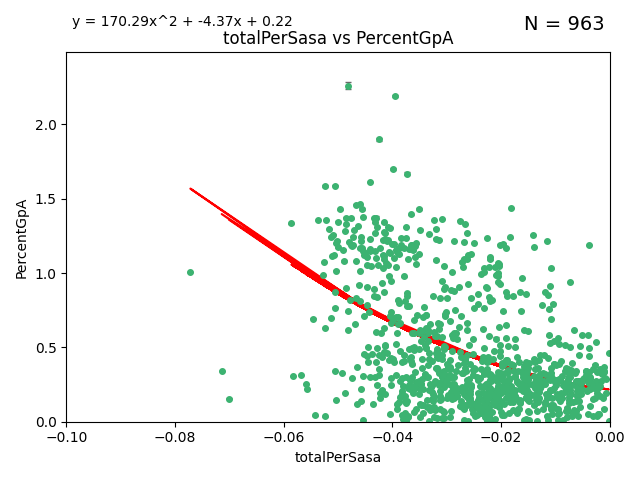 y = 170.29x^2 + -4.37x + 0.22
N = 963
totalPerSasa vs PercentGpA
PercentGpA
2.0
1.5
1.0
0.5
0.0
−0.10 −0.08 −0.06 −0.04 −0.02 0.00
totalPerSasa